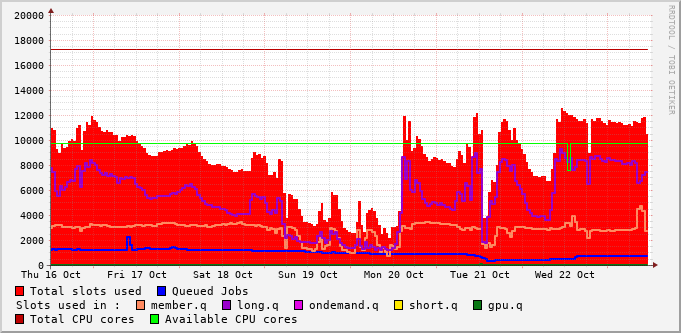 RRDTOOL / TOBI OETIKER
20000
18000
16000
14000
12000
10000
8000
6000
4000
2000
0
Thu 16 Oct Fri 17 Oct Sat 18 Oct Sun 19 Oct Mon 20 Oct Tue 21 Oct Wed 22 Oct
Total slots used Queued Jobs
Slots used in : member.q long.q ondemand.q short.q gpu.q
Total CPU cores Available CPU cores